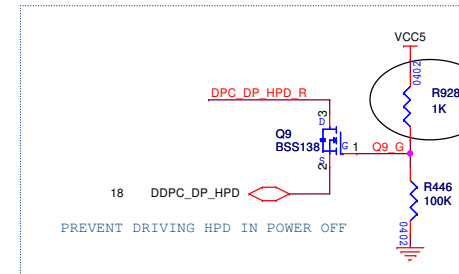 VCC5
0402
R928
1K
DPC_DP_HPD_R
3
D
Q9
BSS138
G
1
Q9_G
S
2
R446
100K
18
DDPC_DP_HPD
0402
PREVENT DRIVING HPD IN POWER OFF